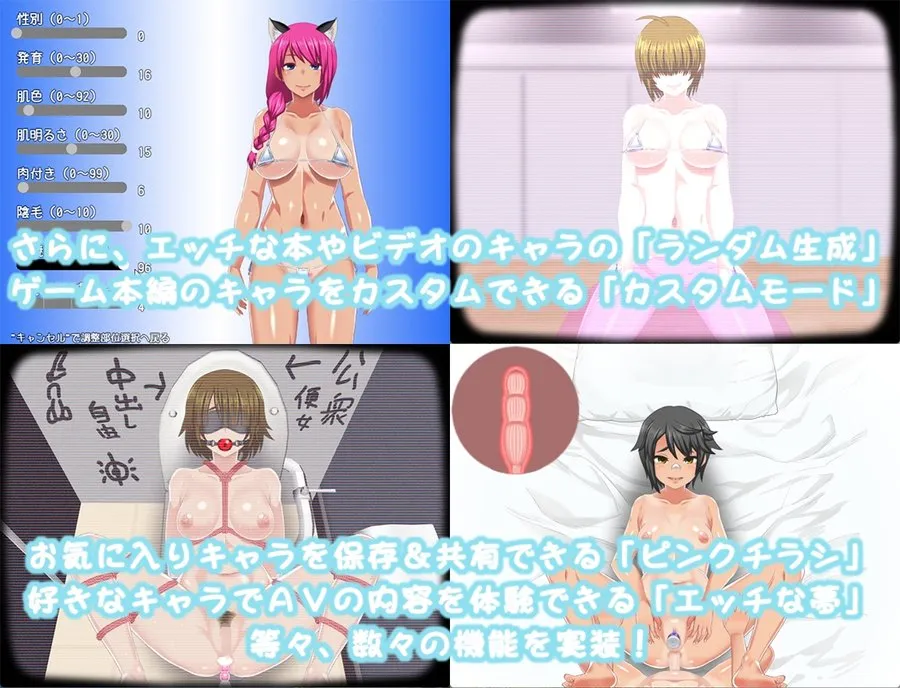 性別(0~1)
0
発育(0~30)
16
肌色(0~92)
10
肌明るさ(0~30)
15
肉付き(0~99)
6
陰毛(0~10)
10
さらに、エッチな本やビデオのキャラの「ランダム生成」
96
ゲーム本編のキャラをカスタムできる「カスタムモード」
4
"キャンセル"で調整部位選択へ戻る
中出し
自由
公衆
便女
お気に入りキャラを保存&共有できる「ピンクチラシ」
好きなキャラでAVの内容を体験できる「エッチな夢」
等々、数々の機能を実装!